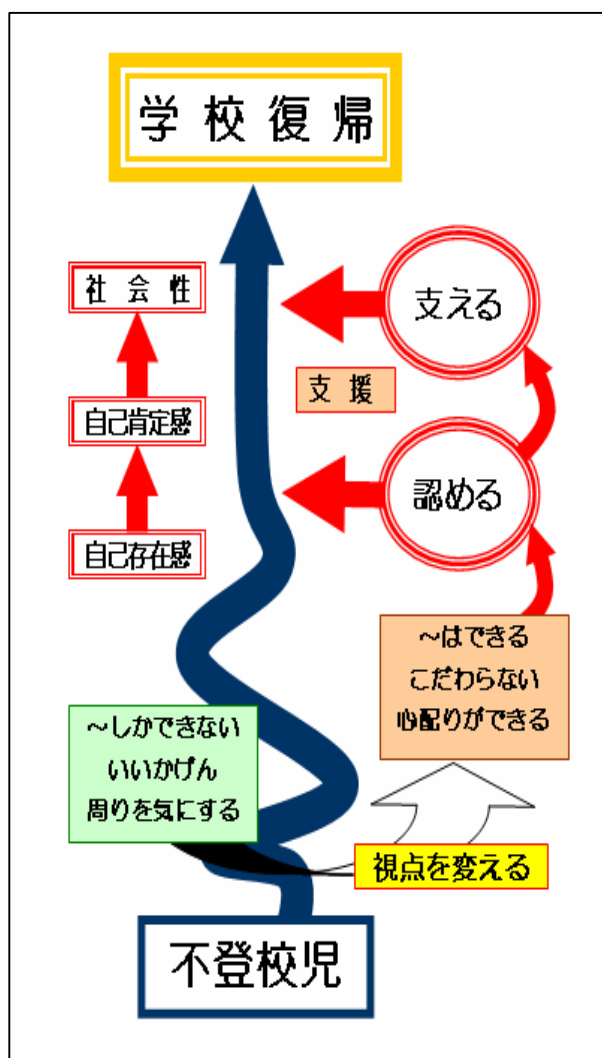 学校復帰
社会性
支える
支援
自己肯定感
認める
自己存在感
～はできる
こだわらない
心配りができる
～しかできない
いいかげん
周りを気にする
視点を変える
不登校児